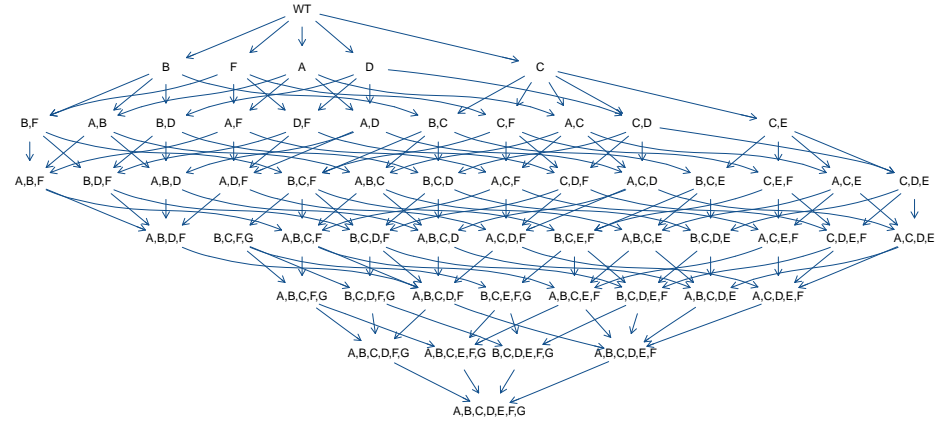 WT
B F A D C
B,F A,B B,D A,F D,F A,D B,C C,F A,C C,D C,E
A,B,F B,D,F A,B,D A,D,F B,C,F A,B,C B,C,D A,C,F C,D,F A,C,D B,C,E C,E,F A,C,E C,D,E
A,B,D,F B,C,F,G A,B,C,F B,C,D,F A,B,C,D A,C,D,F B,C,E,F A,B,C,E B,C,D,E A,C,E,F C,D,E,F A,C,D,E
A,B,C,F,G B,C,D,F,G A,B,C,D,F B,C,E,F,G A,B,C,E,F B,C,D,E,F A,B,C,D,E A,C,D,E,F
A,B,C,D,F,G A,B,C,E,F,G B,C,D,E,F,G A,B,C,D,E,F
A,B,C,D,E,F,G